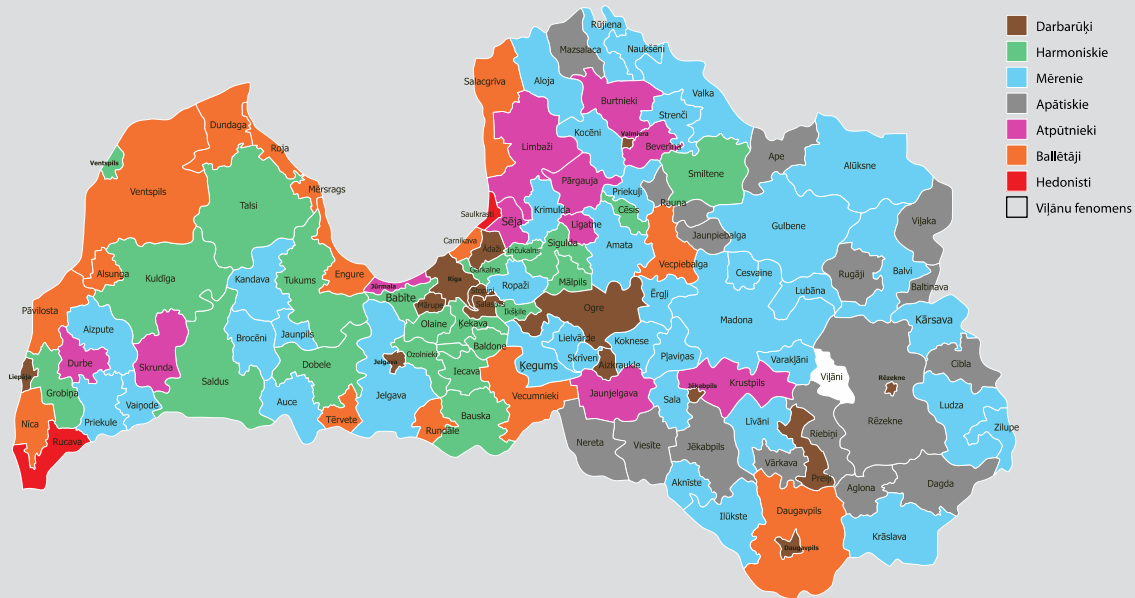 Darbarūķi
Harmoniskie
Mērenie
Apātiskie
Atpūtnieki
Ballētāji
Hedonisti
Viļānu fenomens
Rūjiena
Mazsalaca
Naukšēni
Salacgrīva
Aloja
Valka
Burtnieki
Strenči
Dundaga
Kocēni
Valmiera
Limbaži
Beverīna
Roja
Ape
Alūksne
Ventspils
Smiltene
Pārgauja
Ventspils
Mērsrags
Priekuļi
Rauna
Talsi
Krimulda
Cēsis
Saulkrasti
Sēja
Līgatne
Gulbene
Viļaka
Jaunpiebalga
Carnikava
Ādaži
Inčukalns
Sigulda
Amata
Vecpiebalga
Garkalne
Alsunga
Kuldīga
Kandava
Tukums
Engure
Rīga
Mālpils
Cesvaine
Rugāji
Balvi
Jūrmala
Ropaži
Stopiņi
Baltinava
Babīte
Ērgļi
Lubāna
Mārupe
Salaspils
Pāvilosta
Ikšķile
Ogre
Kārsava
Olaine
Ķekava
Madona
Aizpute
Brocēni
Jaunpils
Lielvārde
Koknese
Baldone
Ozolnieki
Pļaviņas
Varakļāni
Durbe
Skrunda
Jelgava
Skrīveri
Cibla
Dobele
Ķegums
Aizkraukle
Iecava
Liepāja
Viļāni
Rēzekne
Saldus
Krustpils
Jēkabpils
Grobiņa
Jaunjelgava
Jelgava
Vecumnieki
Sala
Auce
Vaiņode
Ludza
Bauska
Nīca
Priekule
Tērvete
Līvāni
Rēzekne
Zilupe
Rundāle
Riebiņi
Rucava
Nereta
Viesīte
Jēkabpils
Vārkava
Preiļi
Aknīste
Aglona
Dagda
Daugavpils
Ilūkste
Krāslava
Daugavpils